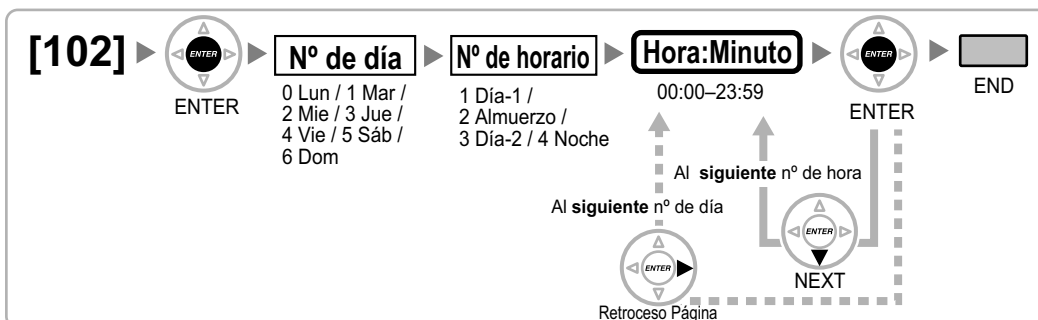 [102]
ENTER
ENTER
Nº de día
0 Lun / 1 Mar /
2 Mie / 3 Jue /
4 Vie / 5 Sáb /
6 Dom
Nº de horario
1 Día-1 /
2 Almuerzo /
3 Día-2 / 4 Noche
Hora:Minuto
00:00–23:59
ENTER
ENTER
END
Al siguiente nº de hora
ENTER
NEXT
Al siguiente nº de día
ENTER
Retroceso Página